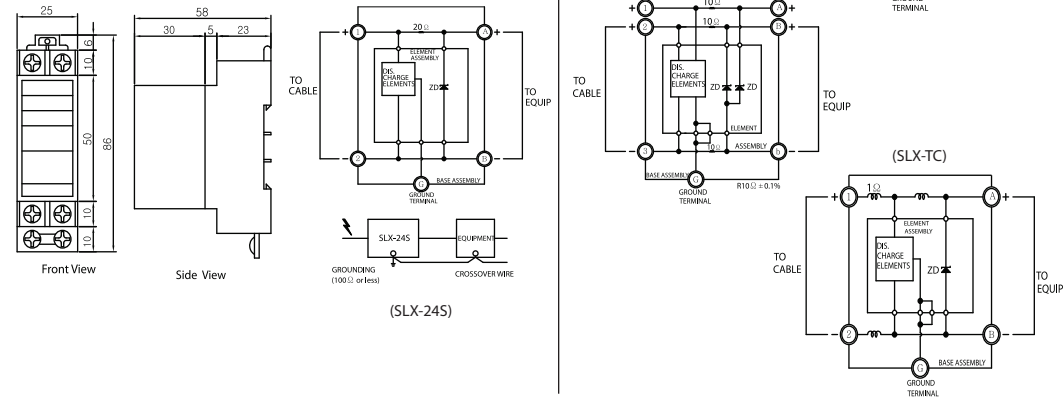 25
6
10
50
86
10
10
Front View
58
30 5 23
Side View
20Ω
+ 1 A +
ELEMENT
ASSEMBLY
DIS.
CHARGE
ELEMENTS
ZD
TO
CABLE
TO
EQUIP
- 2 B -
G BASE ASSEMBLY
GROUND
TERMINAL
SLX-24S EQUIPMENT
GROUNDING
(100Ω or less)
CROSSOVER WIRE
(SLX-24S)
10Ω
+ 1 A +
10Ω
+ 2 B +
DIS.
CHARGE
ELEMENTS
ZD ZD
TO
CABLE
TO
EQUIP
ELEMENT
ASSEMBLY
10Ω
- 3 b -
BASE ASSEMBLY G
R10Ω±0.1%
GROUND
TERMINAL
TERMINAL
(SLX-TC)
1Ω
+ 1 A +
ELEMENT
ASSEMBLY
DIS.
CHARGE
ELEMENTS
ZD
TO
CABLE
TO
EQUIP
- 2 B -
G BASE ASSEMBLY
GROUND
TERMINAL